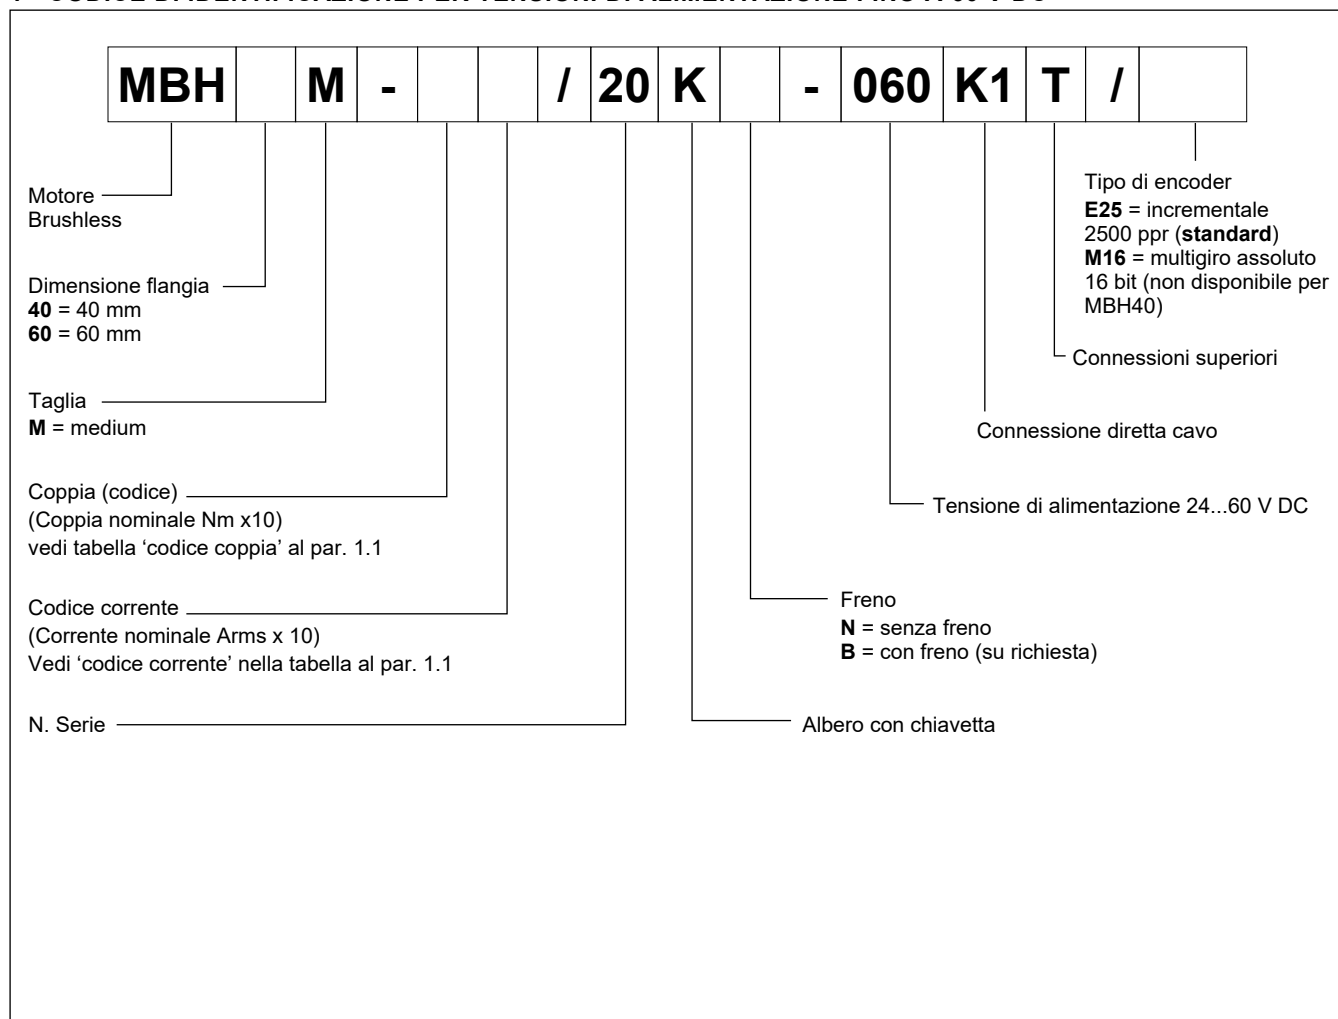 MBH M - / 20 K - 060 K1 T /
Motore
Brushless
Dimensione flangia
40 = 40 mm
60 = 60 mm
Taglia
M = medium
Coppia (codice)
(Coppia nominale Nm x10)
vedi tabella ‘codice coppia’ al par. 1.1
Codice corrente
(Corrente nominale Arms x 10)
Vedi ‘codice corrente’ nella tabella al par. 1.1
N. Serie
Tipo di encoder
E25 = incrementale
2500 ppr (standard)
M16 = multigiro assoluto
16 bit (non disponibile per
MBH40)
Connessioni superiori
Connessione diretta cavo
Tensione di alimentazione 24...60 V DC
Freno
N = senza freno
B = con freno (su richiesta)
Albero con chiavetta